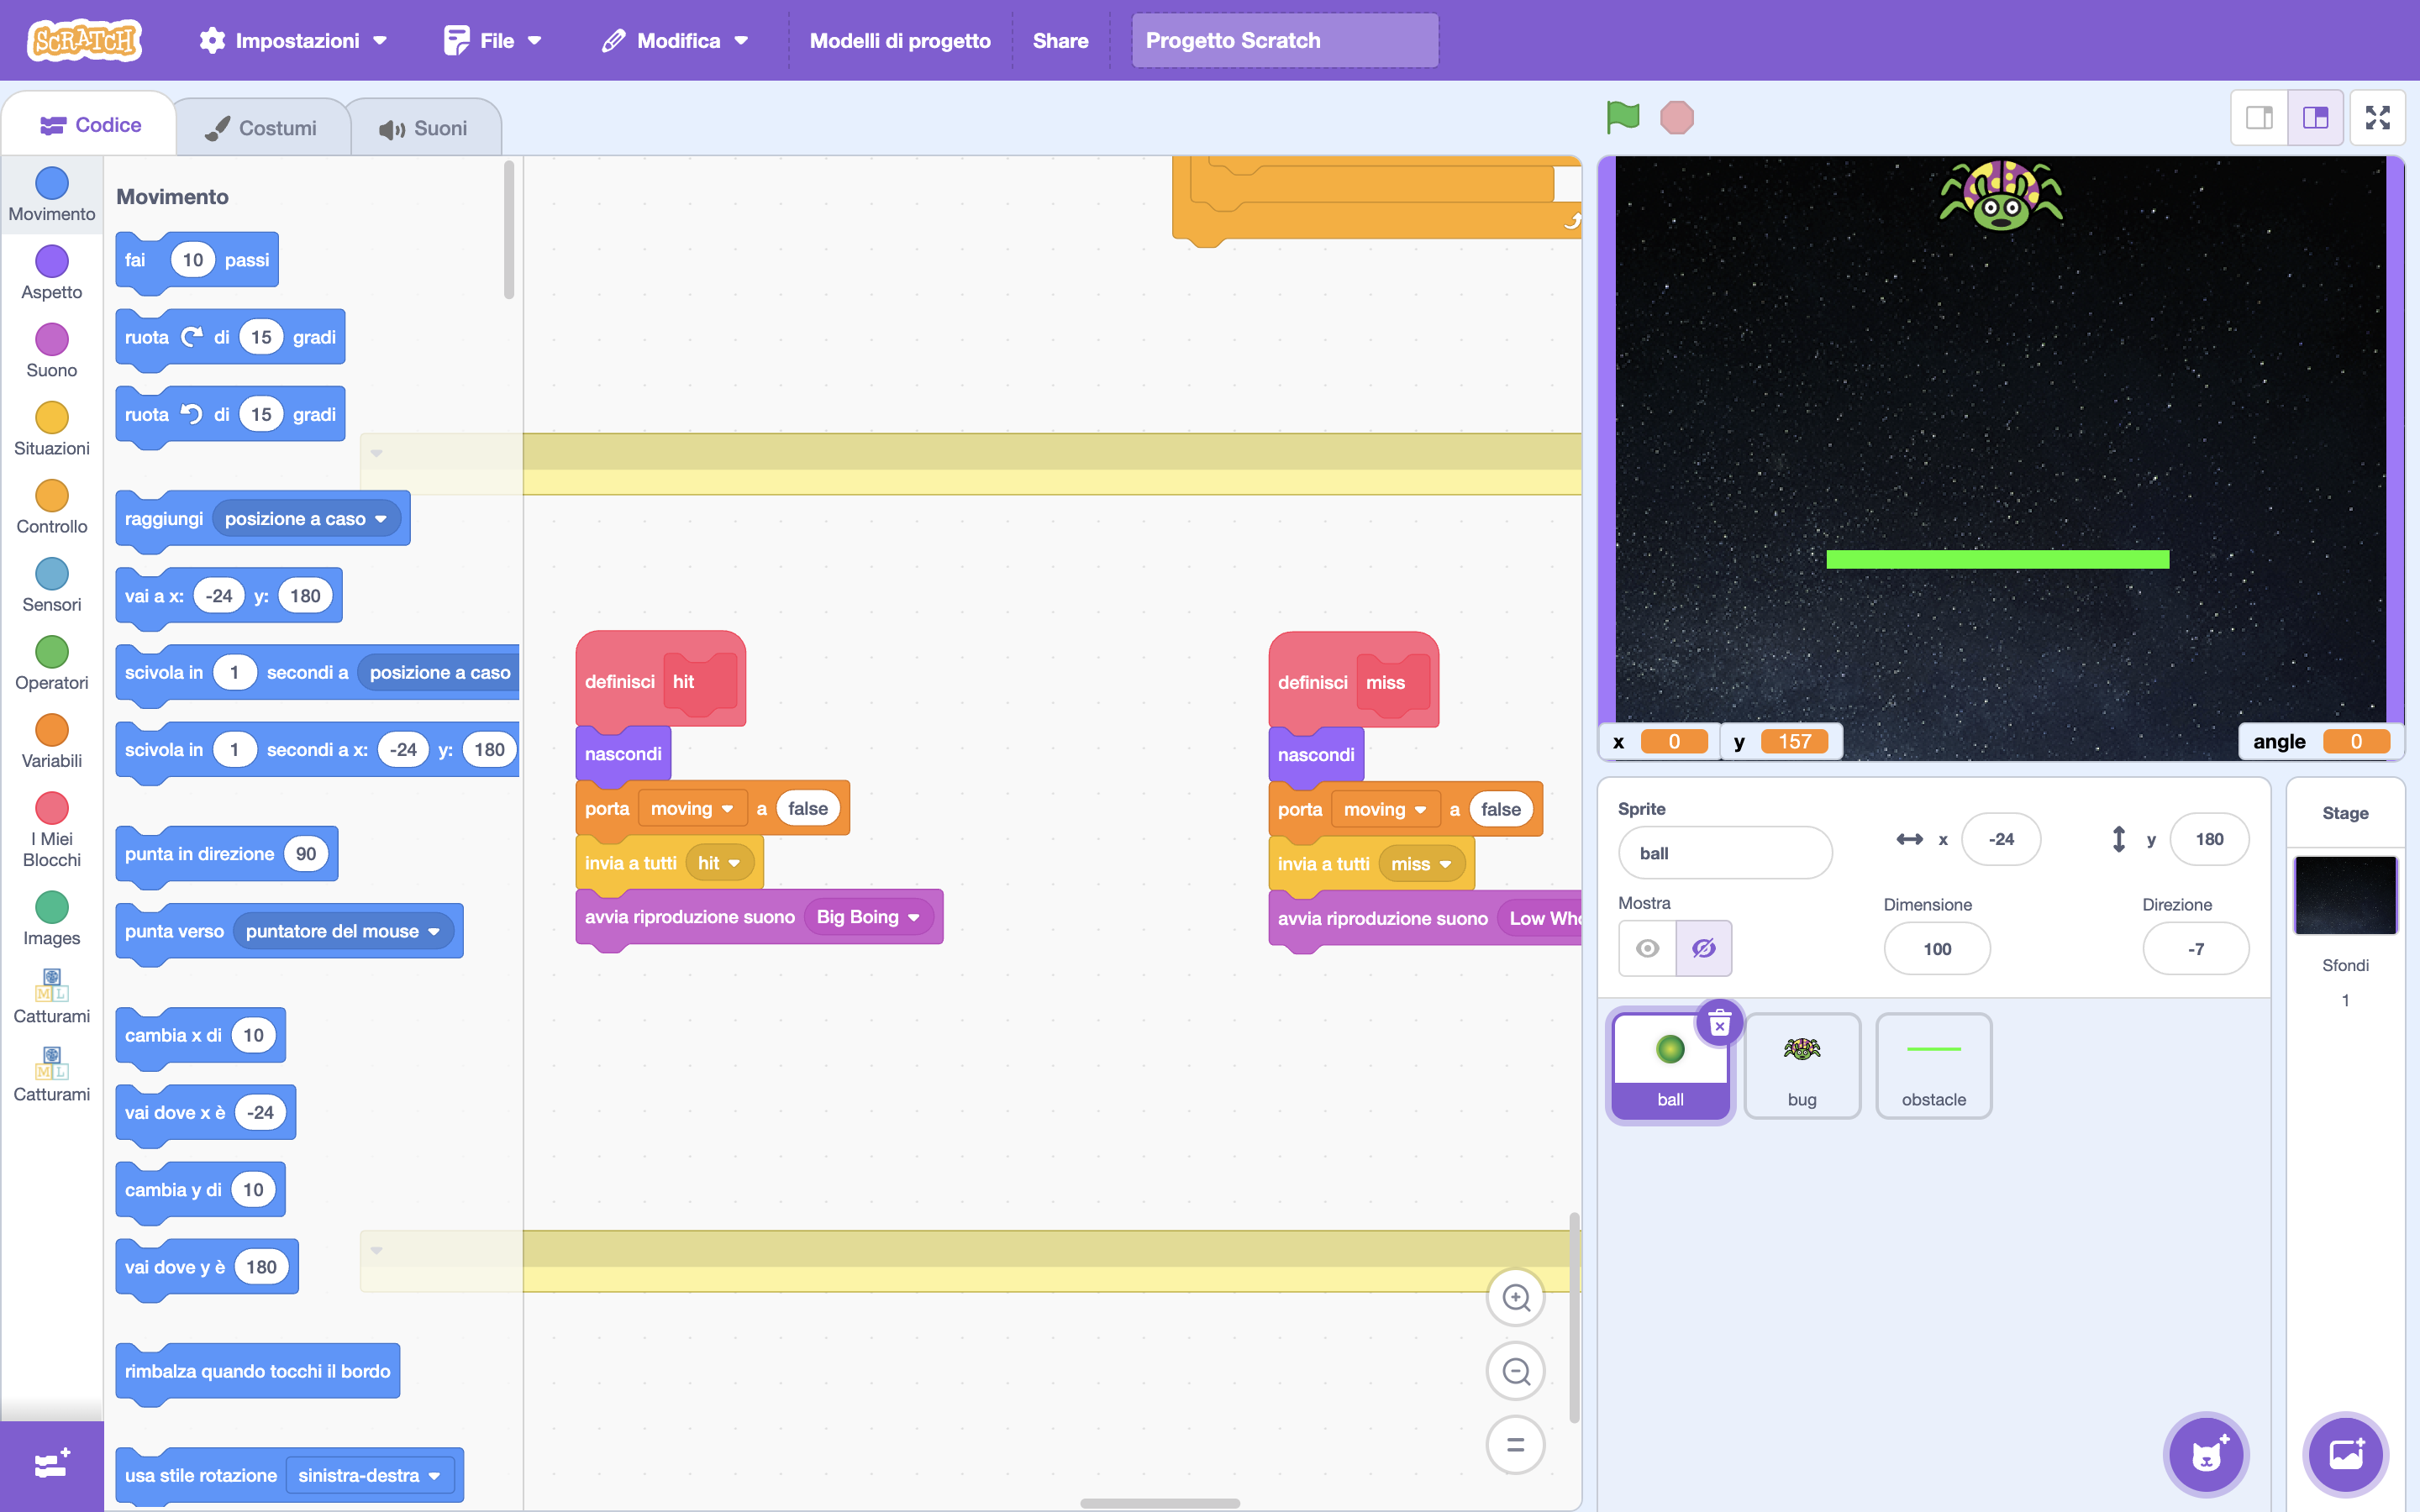 SCRATCH
Impostazioni
File
Modifica
Modelli di progetto
Share
Progetto Scratch
Codice
Costumi
Suoni
Movimento
Aspetto
Suono
Situazioni
Controllo
Sensori
Operatori
Variabili
I Miei
Blocchi
Images
M L
Catturami
M L
Catturami
Movimento
fai 10 passi
ruota di 15 gradi
ruota di 15 gradi
raggiungi posizione a caso
vai a x: -24 y: 180
scivola in 1 secondi a posizione a caso
scivola in 1 secondi a x: -24 y: 180
punta in direzione 90
punta verso puntatore del mouse
cambia x di 10
vai dove x è -24
cambia y di 10
vai dove y è 180
rimbalza quando tocchi il bordo
usa stile rotazione sinistra-destra
definisci hit
nascondi
porta moving a false
invia a tutti hit
avvia riproduzione suono Big Boing
definisci miss
nascondi
porta moving a false
invia a tutti miss
avvia riproduzione suono Low
x 0
y 157
angle 0
Sprite
ball
x -24
y 180
Mostra
Dimensione
100
Direzione
-7
ball
bug
obstacle
Stage
Sfondi
1